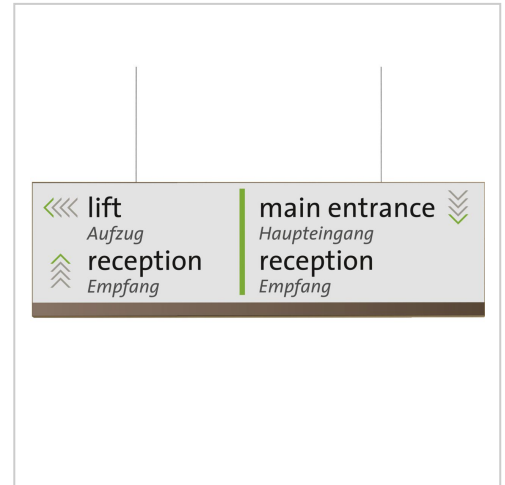 lift
Aufzug
reception
Empfang
main entrance
Haupteingang
reception
Empfang